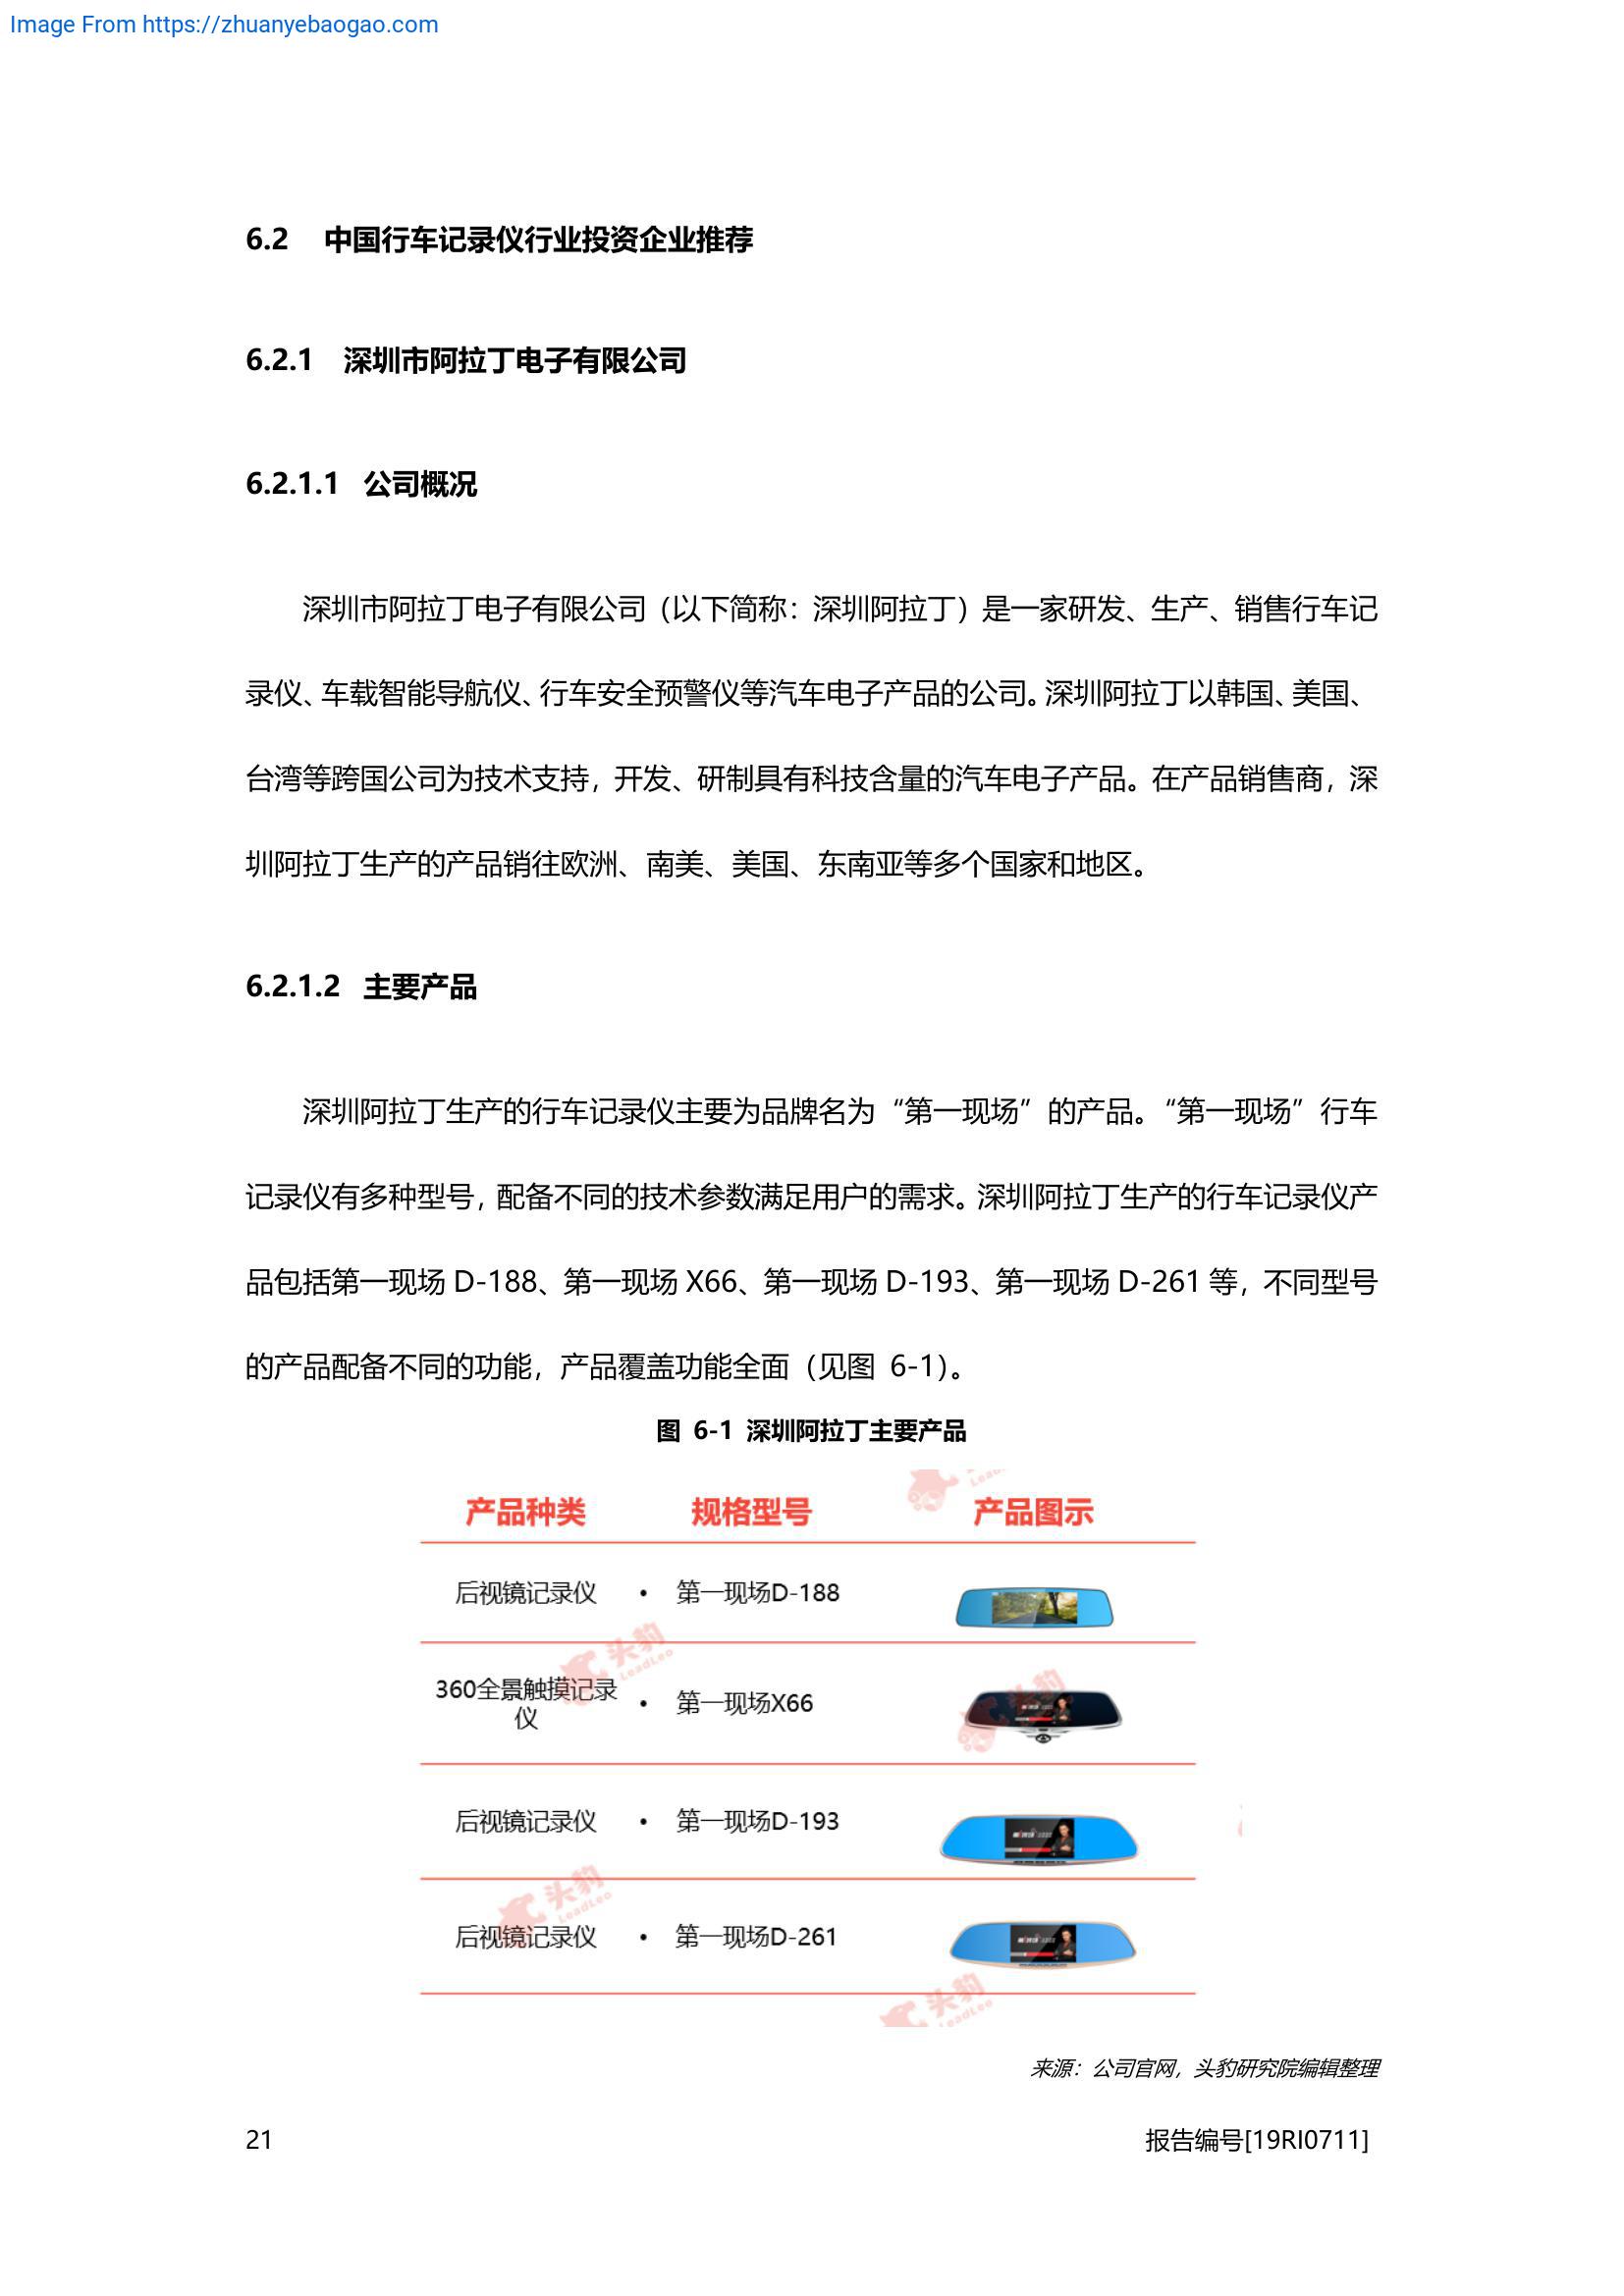 Image From https://zhuanyebaogao.com
6.2 中国行车记录仪行业投资企业推荐
6.2.1 深圳市阿拉丁电子有限公司
6.2.1.1 公司概况
深圳市阿拉丁电子有限公司（以下简称：深圳阿拉丁）是一家研发、生产、销售行车记
录仪、车载智能导航仪、行车安全预警仪等汽车电子产品的公司。深圳阿拉丁以韩国、美国、
台湾等跨国公司为技术支持，开发、研制具有科技含量的汽车电子产品。在产品销售商，深
圳阿拉丁生产的产品销往欧洲、南美、美国、东南亚等多个国家和地区。
6.2.1.2 主要产品
深圳阿拉丁生产的行车记录仪主要为品牌名为“第一现场”的产品。“第一现场”行车
记录仪有多种型号，配备不同的技术参数满足用户的需求。深圳阿拉丁生产的行车记录仪产
品包括第一现场 D-188、第一现场 X66、第一现场 D-193、第一现场 D-261 等，不同型号
的产品配备不同的功能，产品覆盖功能全面（见图 6-1）。
图 6-1 深圳阿拉丁主要产品
产品种类 规格型号 产品图示
后视镜记录仪 • 第一现场D-188
360全景触摸记录
仪 • 第一现场X66
后视镜记录仪 • 第一现场D-193
后视镜记录仪 • 第一现场D-261
头豹
LeadLeo
头豹
头豹
LeadLeo
头豹
LeadLeo
来源：公司官网，头豹研究院编辑整理
21 报告编号[19RI0711]